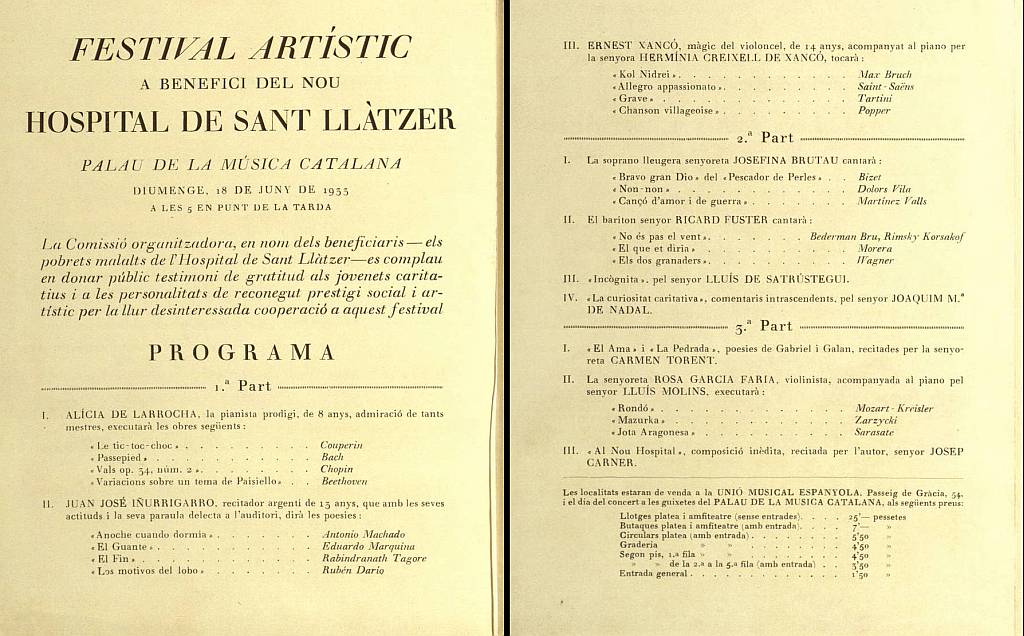 FESTIVAL ARTÍSTIC
A BENEFICI DEL NOU
HOSPITAL DE SANT LLÀTZER
PALAU DE LA MÚSICA CATALANA
DIUMENGE, 18 DE JUNY DE 1933
A LES 5 EN PUNT DE LA TARDA
La Comissió organitzadora, en nom dels beneficiaris — els
pobrets malalts de l'Hospital de Sant Llàtzer — es complau
en donar públic testimoni de gratitud als jovenets carita-
tius i a les personalitats de reconegut prestigi social i ar-
tístic per la llur desinteressada cooperació a aquest festival
PROGRAMA
1.ª Part
I. ALÍCIA DE LARROCHA, la pianista prodigi, de 8 anys, admiració de tants
mestres, executarà les obres següents :
« Le tic-toc-choc » . . . . . . . . . . Couperin
« Passepied » . . . . . . . . . . . . Bach
« Vals op. 34, núm. 2 » . . . . . . . . . Chopin
« Variacions sobre un tema de Paisiello » . . Beethoven
II. JUAN JOSÉ IÑURRIGARRO, recitador argentí de 13 anys, que amb les seves
actituds i la seva paraula delecta a l'auditori, dirà les poesies :
« Anoche cuando dormía » . . . . . . . . Antonio Machado
« El Guante » . . . . . . . . . . . . Eduardo Marquina
« El Fin » . . . . . . . . . . . . . Rabindranath Tagore
« Los motivos del lobo » . . . . . . . . Rubén Darío
III. ERNEST XANCÓ, màgic del violoncel, de 14 anys, acompanyat al piano per
la senyora HERMÍNIA CREIXELL DE XANCÓ, tocarà :
« Kol Nidrei » . . . . . . . . . . . . Max Bruch
« Allegro appassionato » . . . . . . . . Saint-Saëns
« Grave » . . . . . . . . . . . . . Tartini
« Chanson villageoise » . . . . . . . . Popper
2.ª Part
I. La soprano lleugera senyoreta JOSEFINA BRUTAU cantarà :
« Bravo gran Dio » del « Pescador de Perles » . . Bizet
« Non-non » . . . . . . . . . . . . Dolors Vila
« Cançó d'amor i de guerra » . . . . . . . Martínez Valls
II. El baríton senyor RICARD FUSTER cantarà :
« No és pas el vent » . . . . . . . Bederman Bru, Rimsky Korsakof
« El que et diria » . . . . . . . . . . Morera
« Els dos granaders » . . . . . . . . . Wagner
III. « Incògnita », pel senyor LLUÍS DE SATRÚSTEGUI.
IV. « La curiositat caritativa », comentaris intrascendents, pel senyor JOAQUIM M.ª
DE NADAL.
3.ª Part
I. « El Ama » i « La Pedrada », poesies de Gabriel i Galan, recitades per la senyo-
reta CARMEN TORENT.
II. La senyoreta ROSA GARCIA FARIA, violinista, acompanyada al piano pel
senyor LLUÍS MOLINS, executarà :
« Rondó » . . . . . . . . . . . . . Mozart - Kreisler
« Mazurka » . . . . . . . . . . . . Zarzycki
« Jota Aragonesa » . . . . . . . . . . Sarasate
III. « Al Nou Hospital », composició inèdita, recitada per l'autor, senyor JOSEP
CARNER.
Les localitats estaran de venda a la UNIÓ MUSICAL ESPANYOLA, Passeig de Gràcia, 54,
i el día del concert a les guixetes del PALAU DE LA MUSICA CATALANA, als següents preus:
Llotges platea i amfiteatre (sense entrades) . . . . 25'— pessetes
Butaques platea i amfiteatre (amb entrada) . . . . 7'— »
Circulars platea (amb entrada) . . . . . . . . 5'50 »
Graderia » » . . . . . . . . 4'50 »
Segon pis, 1.a fila » » . . . . . . . . 4'50 »
» » de la 2.a a la 5.a fila (amb entrada) . . 3'50 »
Entrada general . . . . . . . . . . . . 1'50 »